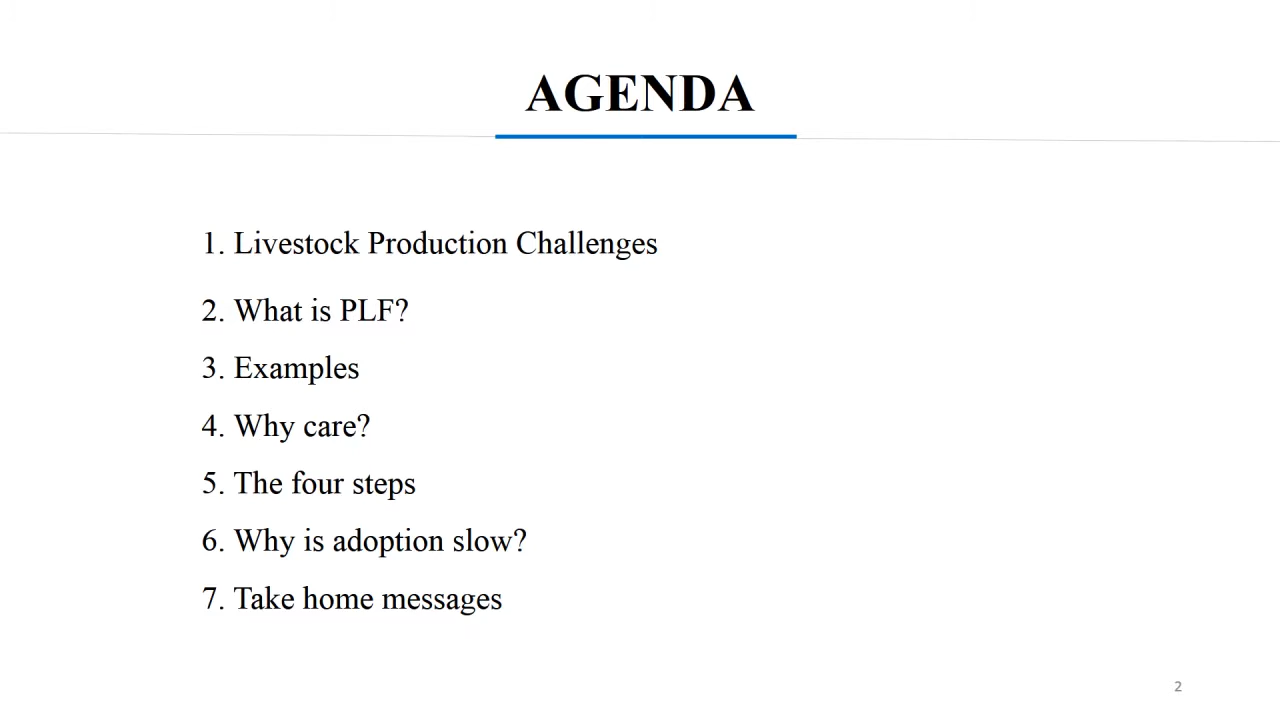 AGENDA
1. Livestock Production Challenges
2. What is PLF?
3. Examples
4. Why care?
5. The four steps
6. Why is adoption slow?
7. Take home messages
2